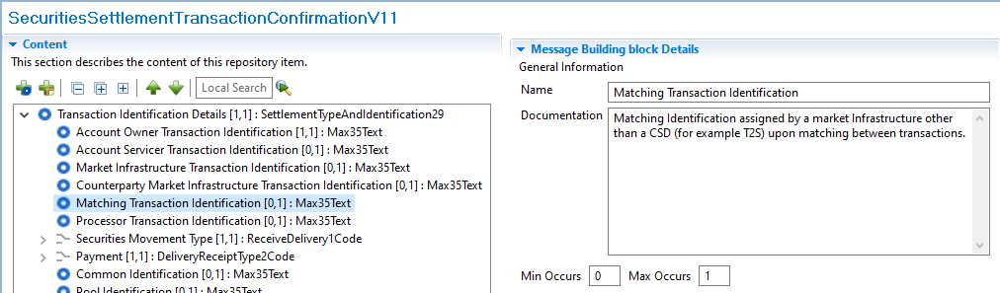 SecuritiesSettlementTransactionConfirmationV11
Content
This section describes the content of this repository item.
Local Search
Transaction Identification Details [1,1] : SettlementTypeAndIdentification29
Account Owner Transaction Identification [1,1] : Max35Text
Account Servicer Transaction Identification [0,1] : Max35Text
Market Infrastructure Transaction Identification [0,1] : Max35Text
Counterparty Market Infrastructure Transaction Identification [0,1] : Max35Text
Matching Transaction Identification [0,1] : Max35Text
Processor Transaction Identification [0,1] : Max35Text
Securities Movement Type [1,1] : ReceiveDelivery1Code
Payment [1,1] : DeliveryReceiptType2Code
Common Identification [0,1] : Max35Text
Pool Identification [0,1] : Max35Text
Message Building block Details
General Information
Name Matching Transaction Identification
Documentation Matching Identification assigned by a market Infrastructure other
than a CSD (for example T2S) upon matching between transactions.
Min Occurs 0 Max Occurs 1